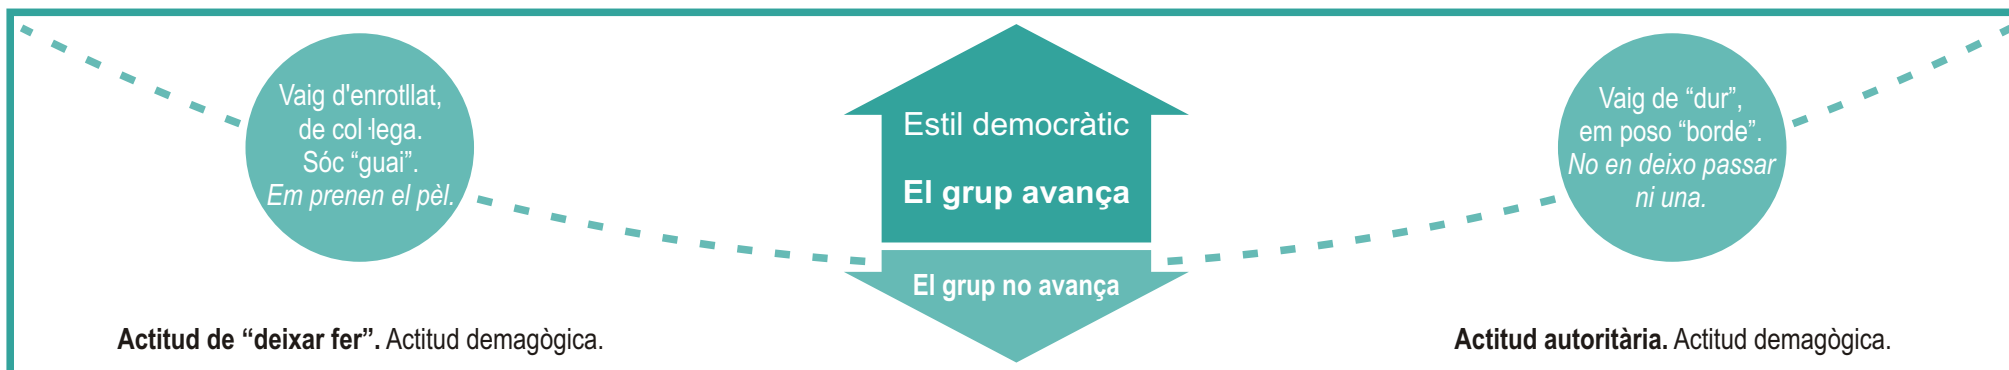 Vaig d'enrotllat,
de col·lega.
Sóc “guai”.
Em prenen el pèl.
Estil democràtic
El grup avança
El grup no avança
Vaig de “dur”,
em poso “borde”.
No en deixo passar
ni una.
Actitud de “deixar fer”. Actitud demagògica.
Actitud autoritària. Actitud demagògica.